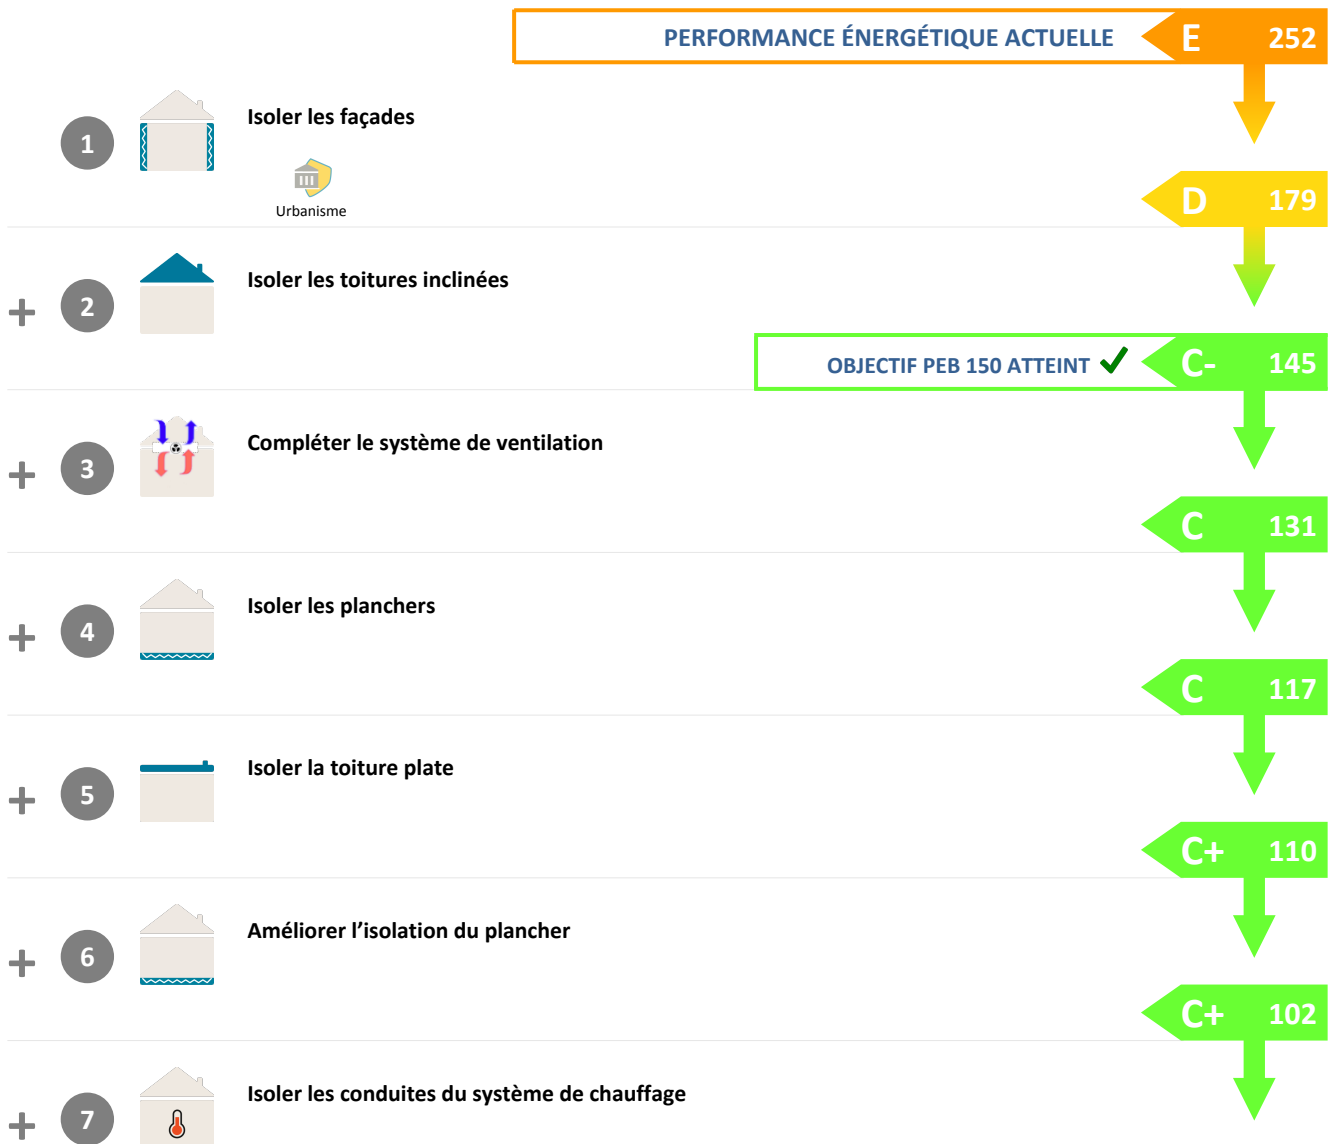 PERFORMANCE ÉNERGÉTIQUE ACTUELLE E 252
1 Isoler les façades
Urbanisme
D 179
+ 2 Isoler les toitures inclinées
OBJECTIF PEB 150 ATTEINT ✔ C- 145
+ 3 Compléter le système de ventilation
C 131
+ 4 Isoler les planchers
C 117
+ 5 Isoler la toiture plate
C+ 110
+ 6 Améliorer l’isolation du plancher
C+ 102
+ 7 Isoler les conduites du système de chauffage